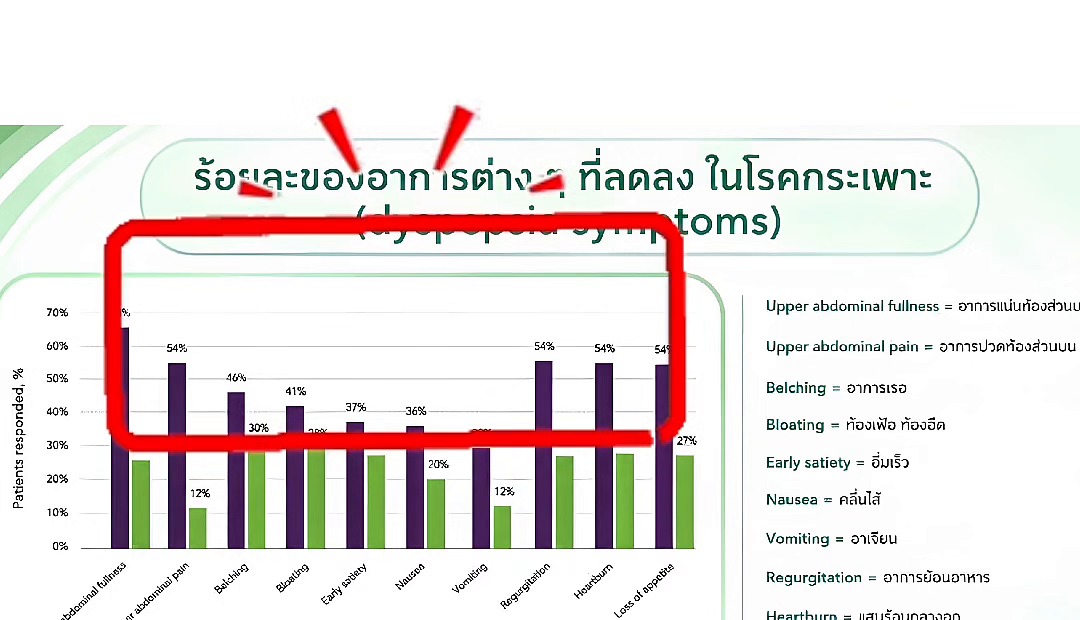 ร้อยละของอาการต่าง ๆ ที่ลดลง ในโรคกระเพาะ
(dyspepsia symptoms)
Patients responded, %
70%
60%
50%
40%
30%
20%
10%
0%
54%
12%
46%
30%
41%
37%
36%
20%
12%
54%
54%
54%
27%
abdominal fullness
abdominal pain
Belching
Bloating
Early satiety
Nausea
Vomiting
Regurgitation
Heartburn
Loss of appetite
Upper abdominal fullness = อาการแน่นท้องส่วนบ
Upper abdominal pain = อาการปวดท้องส่วนบน
Belching = อาการเรอ
Bloating = ท้องเฟ้อ ท้องอืด
Early satiety = อิ่มเร็ว
Nausea = คลื่นไส้
Vomiting = อาเจียน
Regurgitation = อาการย้อนอาหาร
Heartburn = แสบร้อนกลางอก